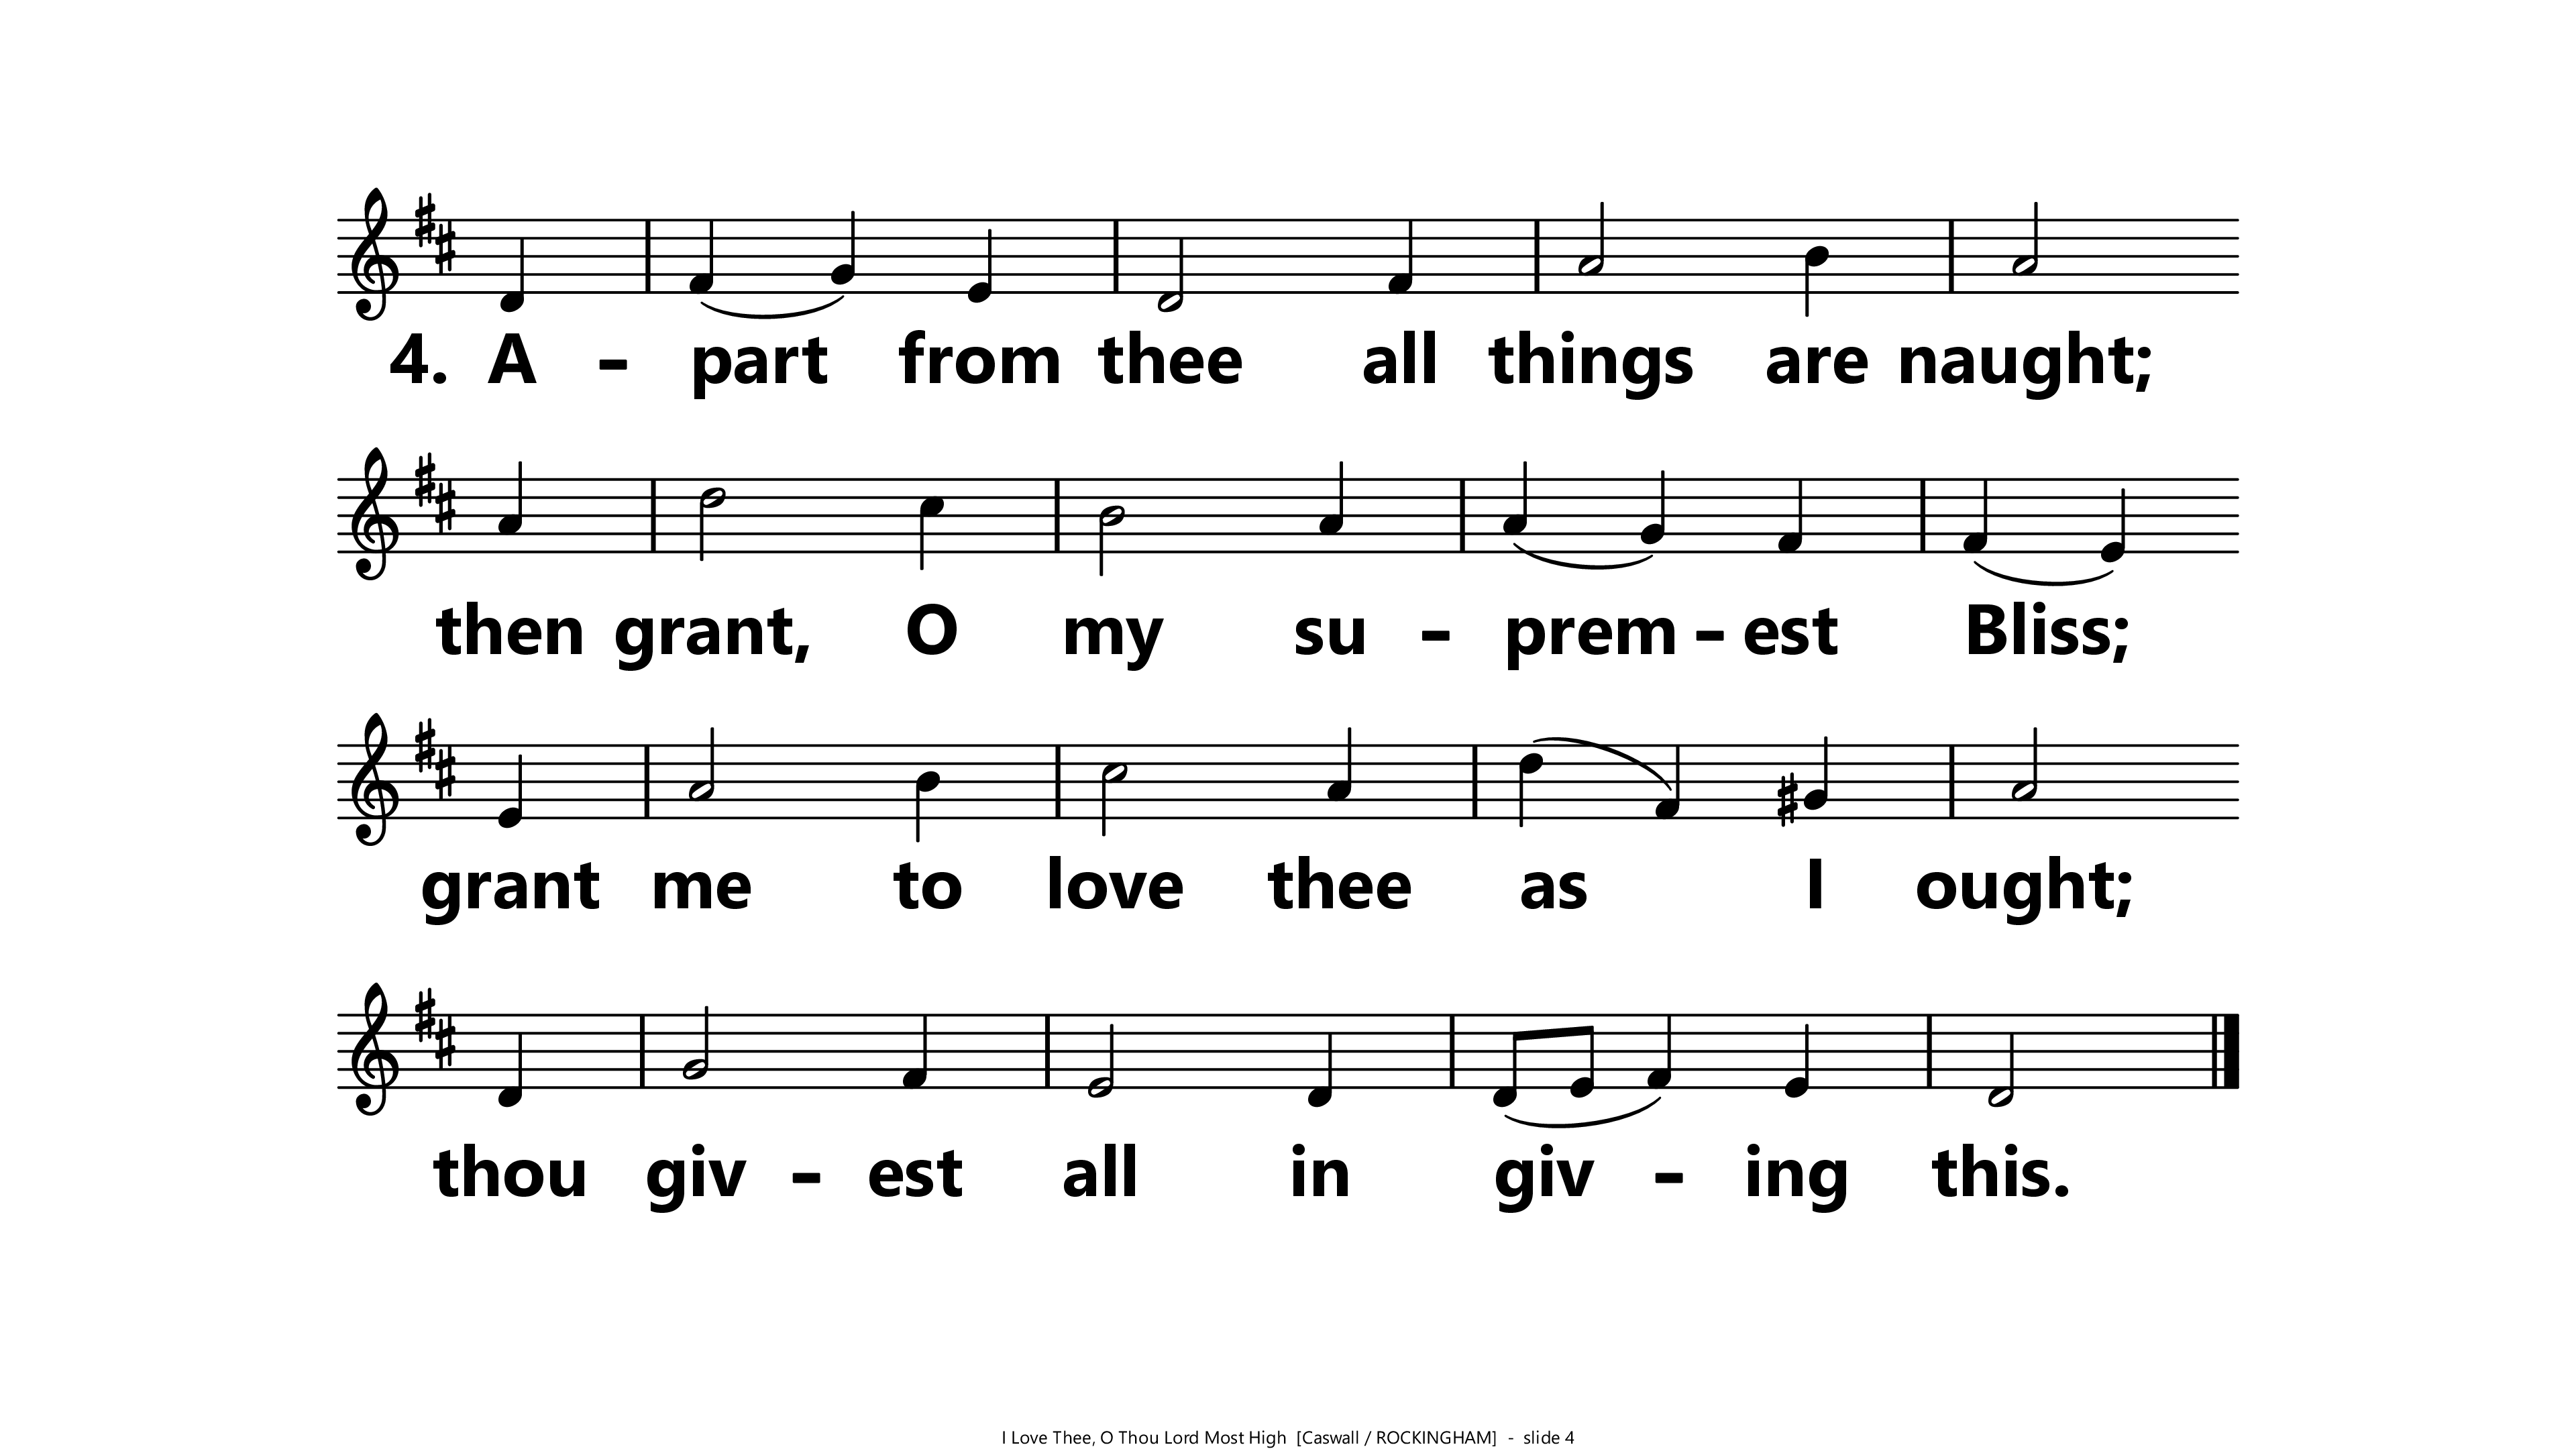 4. A - part from thee all things are naught;
then grant, O my su - prem - est Bliss;
grant me to love thee as I ought;
thou giv - est all in giv - ing this.
I Love Thee, O Thou Lord Most High [Caswall / ROCKINGHAM] - slide 4